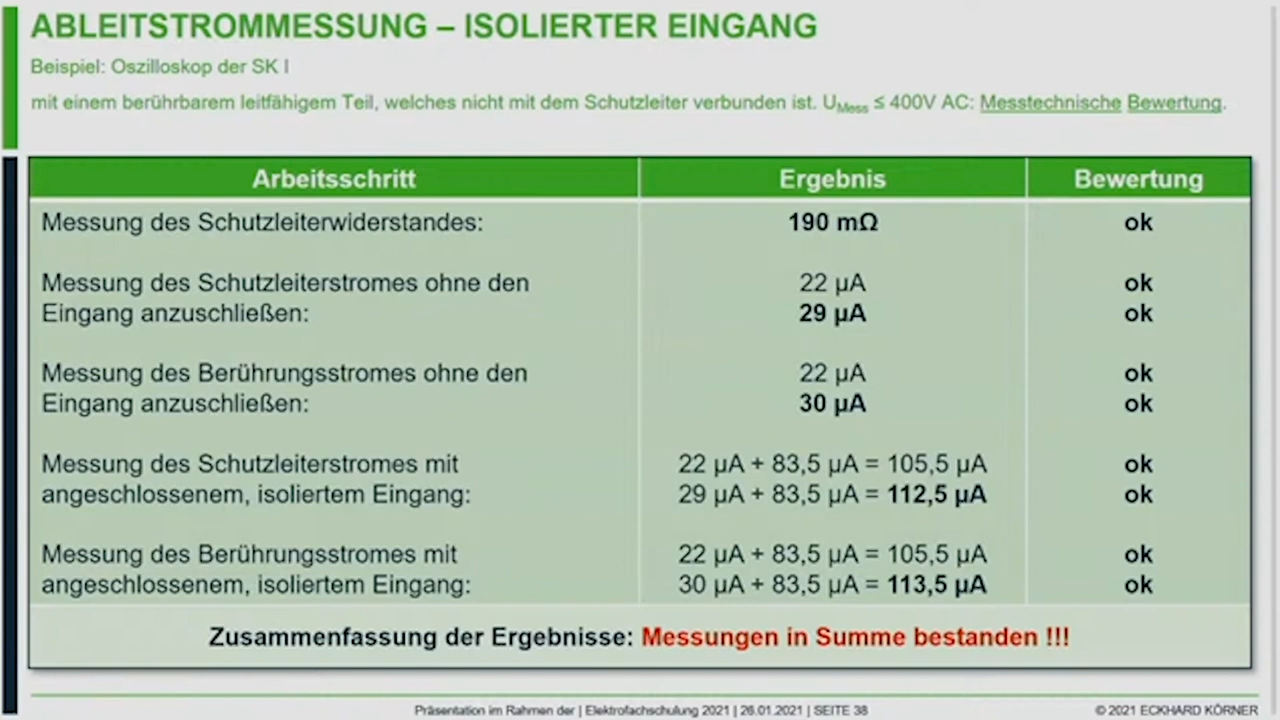 ABLEITSTROMMESSUNG – ISOLIERTER EINGANG
Beispiel: Oszilloskop der SK I
mit einem berührbarem leitfähigem Teil, welches nicht mit dem Schutzleiter verbunden ist. UMess ≤ 400V AC: Messtechnische Bewertung.
Arbeitsschritt Ergebnis Bewertung
Messung des Schutzleiterwiderstandes: 190 mΩ ok
Messung des Schutzleiterstromes ohne den 22 µA ok
Eingang anzuschließen: 29 µA ok
Messung des Berührungsstromes ohne den 22 µA ok
Eingang anzuschließen: 30 µA ok
Messung des Schutzleiterstromes mit 22 µA + 83,5 µA = 105,5 µA ok
angeschlossenem, isoliertem Eingang: 29 µA + 83,5 µA = 112,5 µA ok
Messung des Berührungsstromes mit 22 µA + 83,5 µA = 105,5 µA ok
angeschlossenem, isoliertem Eingang: 30 µA + 83,5 µA = 113,5 µA ok
Zusammenfassung der Ergebnisse: Messungen in Summe bestanden !!!
Präsentation im Rahmen der | Elektrofachschulung 2021 | 26.01.2021 | SEITE 38 © 2021 ECKHARD KÖRNER